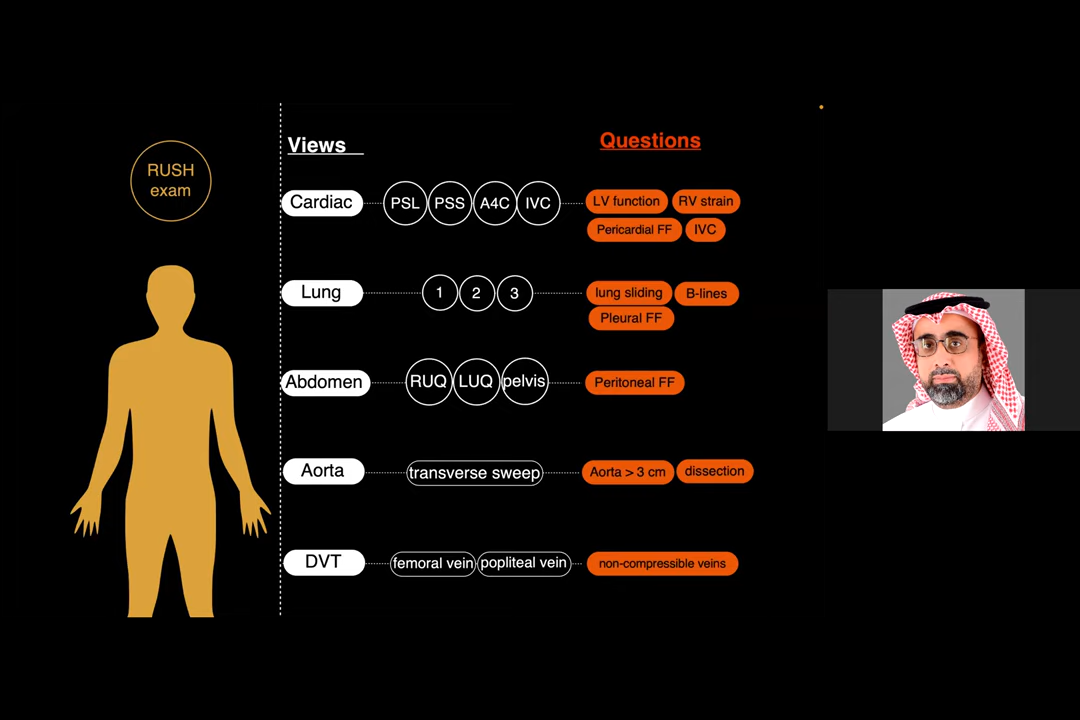 RUSH
exam
Views
Questions
Cardiac PSL PSS A4C IVC LV function RV strain
Pericardial FF IVC
Lung 1 2 3 lung sliding B-lines
Pleural FF
Abdomen RUQ LUQ pelvis Peritoneal FF
Aorta transverse sweep Aorta > 3 cm dissection
DVT femoral vein popliteal vein non-compressible veins